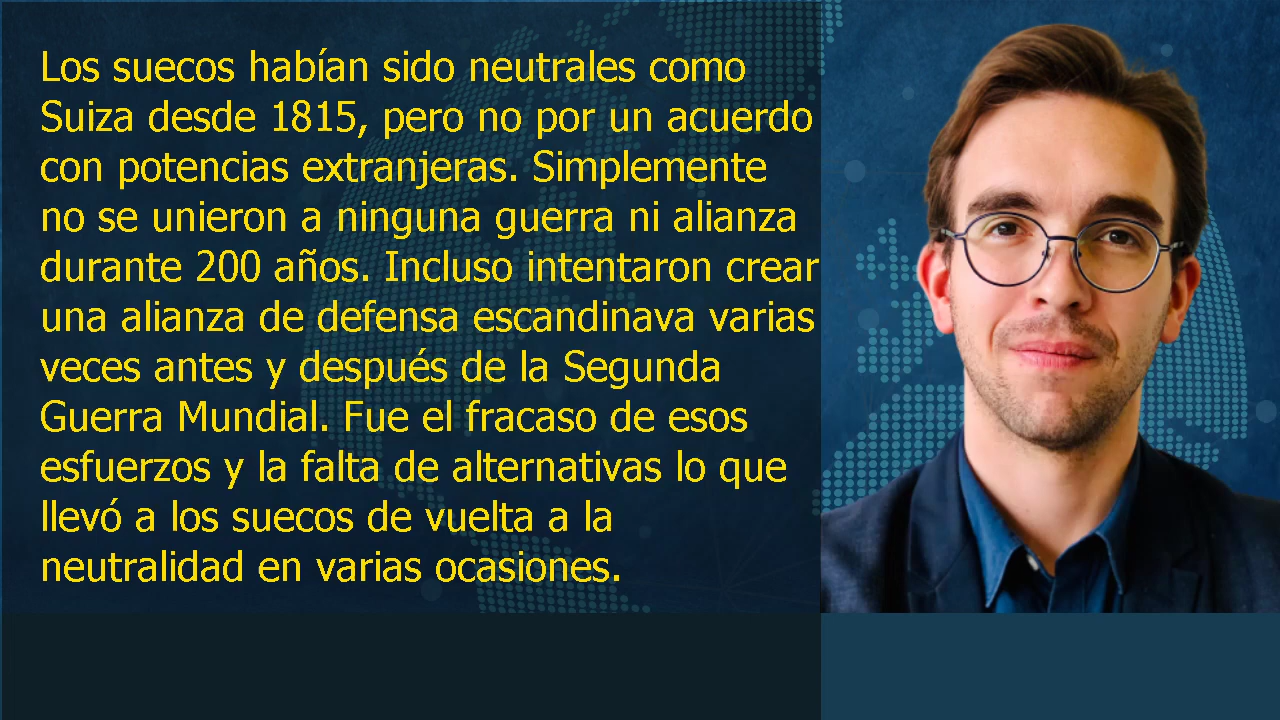 Los suecos habían sido neutrales como
Suiza desde 1815, pero no por un acuerdo
con potencias extranjeras. Simplemente
no se unieron a ninguna guerra ni alianza
durante 200 años. Incluso intentaron crear
una alianza de defensa escandinava varias
veces antes y después de la Segunda
Guerra Mundial. Fue el fracaso de esos
esfuerzos y la falta de alternativas lo que
llevó a los suecos de vuelta a la
neutralidad en varias ocasiones.